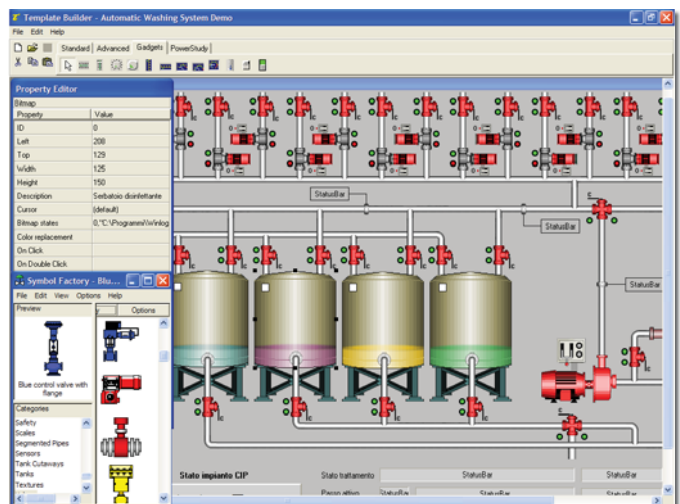 Template Builder - Automatic Washing System Demo
File Edit Help
Standard Advanced Gadgets PowerStudy
Property Editor
Bitmap
Property Value
ID 0
Left 208
Top 129
Width 125
Height 150
Description Serbatoio disinfettante
Cursor (default)
Bitmap states 0,"C:\Programmi\Winlog
Color replacement
On Click
On Double Click
StatusBar
StatusBar
StatusBar
Symbol Factory - Blu...
File Edit View Options Help
Preview
Options
Blue control valve with
flange
Categories
Safety
Scales
Segmented Pipes
Sensors
Tank Cutaways
Tanks
Textures
Stato impianto CIP
Stato trattamento
StatusBar
StatusBar
Passo attivo
StatusBar
StatusBar